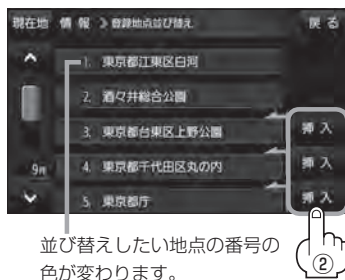 現在地 情報 > 登録地点並び替え 戻る
1. 東京都江東区白河
2. 酒々井総合公園
3. 東京都台東区上野公園
挿入
9件
4. 東京都千代田区丸の内
挿入
5. 東京都庁
挿入
②
並び替えしたい地点の番号の
色が変わります。